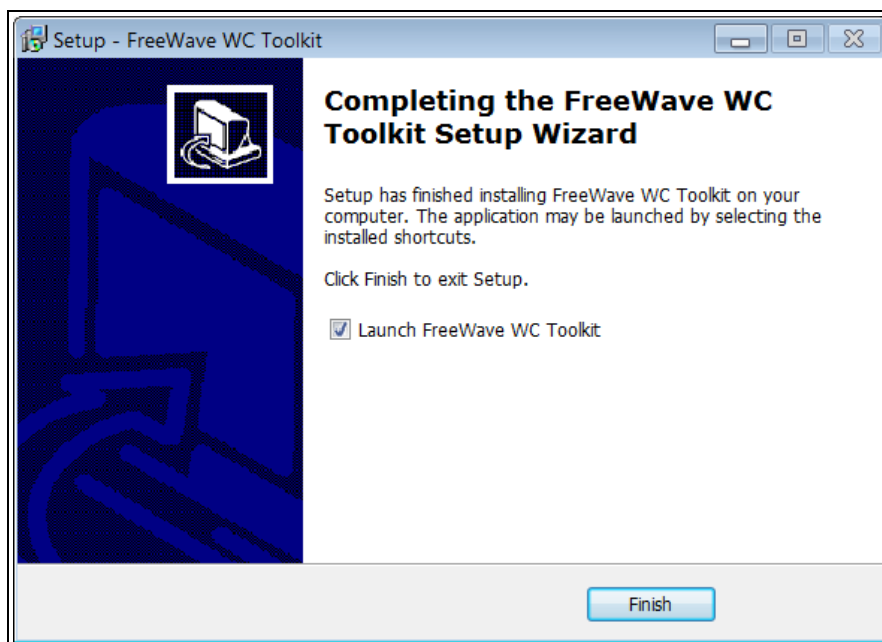 Setup - FreeWave WC Toolkit
Completing the FreeWave WC
Toolkit Setup Wizard
Setup has finished installing FreeWave WC Toolkit on your
computer. The application may be launched by selecting the
installed shortcuts.
Click Finish to exit Setup.
Launch FreeWave WC Toolkit
Finish